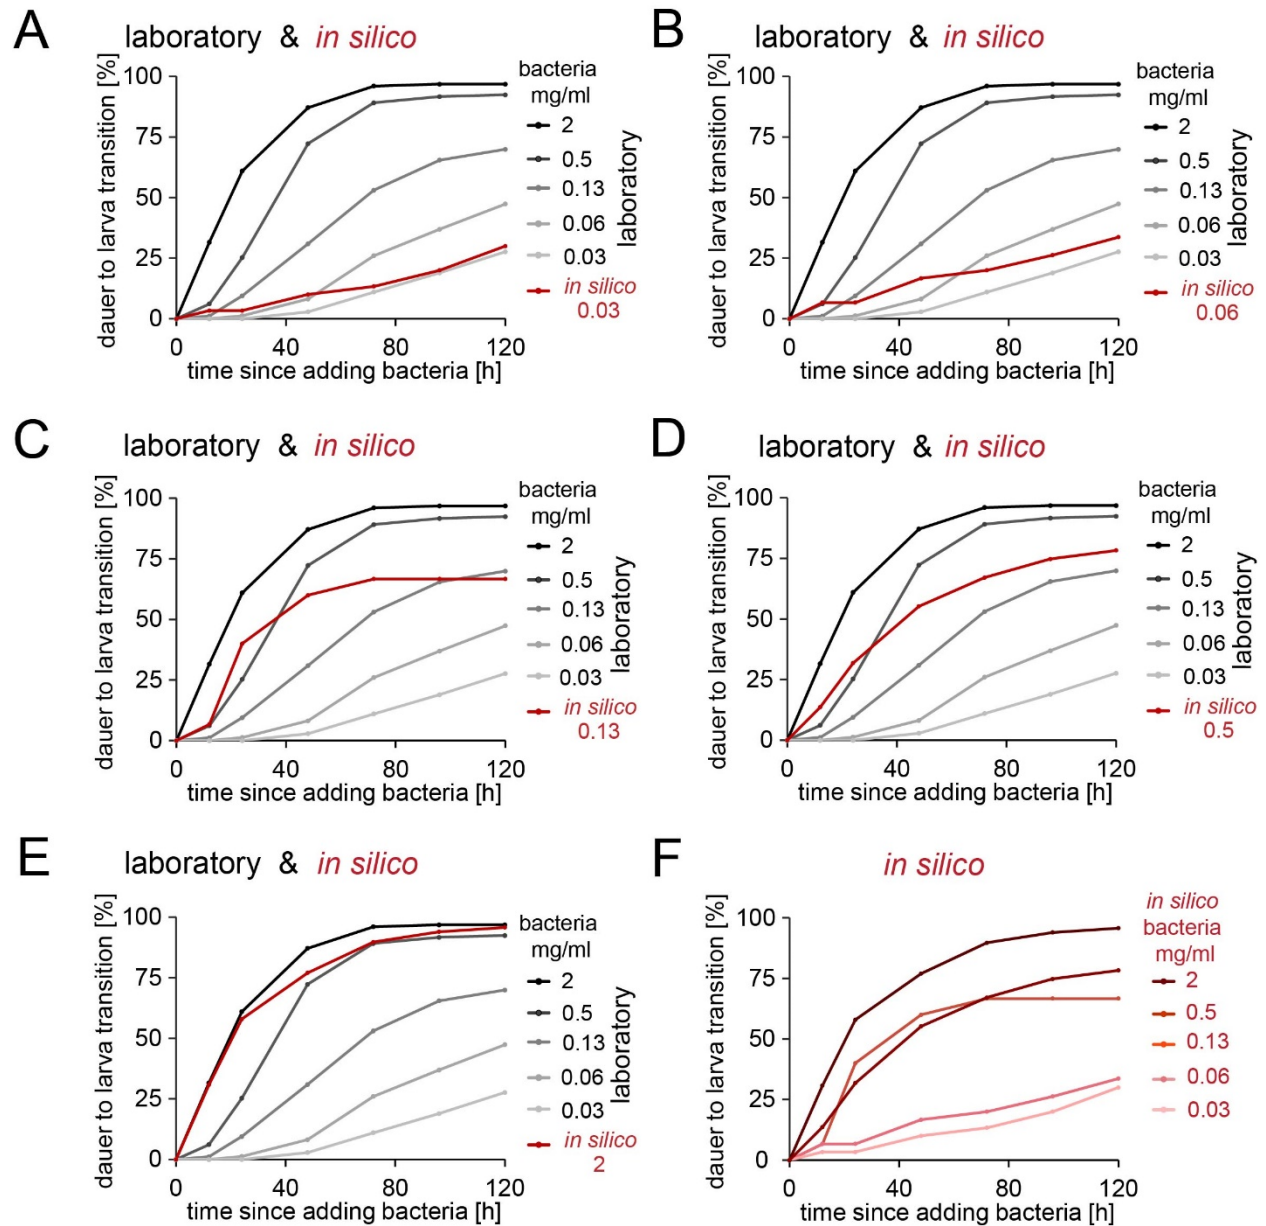 A
laboratory & in silico
dauer to larva transition [%]
100
75
50
25
0
0 40 80 120
time since adding bacteria [h]
bacteria
mg/ml
2
0.5
0.13
0.06
0.03
laboratory
in silico
0.03
B
laboratory & in silico
dauer to larva transition [%]
100
75
50
25
0
0 40 80 120
time since adding bacteria [h]
bacteria
mg/ml
2
0.5
0.13
0.06
0.03
laboratory
in silico
0.06
C
laboratory & in silico
dauer to larva transition [%]
100
75
50
25
0
0 40 80 120
time since adding bacteria [h]
bacteria
mg/ml
2
0.5
0.13
0.06
0.03
laboratory
in silico
0.13
D
laboratory & in silico
dauer to larva transition [%]
100
75
50
25
0
0 40 80 120
time since adding bacteria [h]
bacteria
mg/ml
2
0.5
0.13
0.06
0.03
laboratory
in silico
0.5
E
laboratory & in silico
dauer to larva transition [%]
100
75
50
25
0
0 40 80 120
time since adding bacteria [h]
bacteria
mg/ml
2
0.5
0.13
0.06
0.03
laboratory
in silico
2
F
in silico
dauer to larva transition [%]
100
75
50
25
0
0 40 80 120
time since adding bacteria [h]
in silico
bacteria
mg/ml
2
0.5
0.13
0.06
0.03